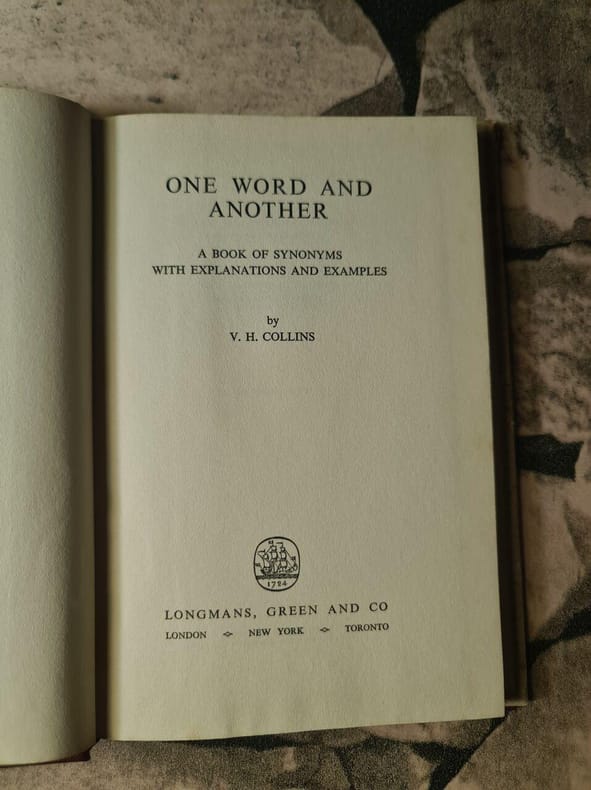 ONE WORD AND
ANOTHER
A BOOK OF SYNONYMS
WITH EXPLANATIONS AND EXAMPLES
by
V. H. COLLINS
1724
LONGMANS, GREEN AND CO
LONDON NEW YORK TORONTO